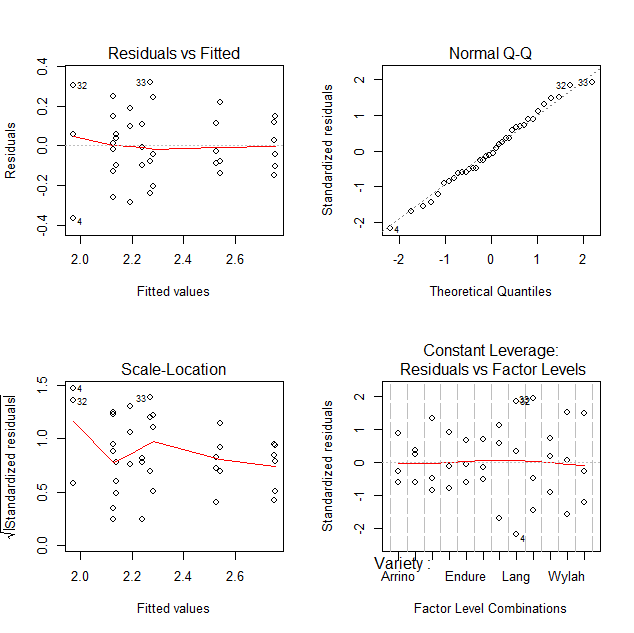 Residuals vs Fitted
Residuals
-0.4 -0.2 0.0 0.2 0.4
32
33
4
2.0 2.2 2.4 2.6
Fitted values
Normal Q-Q
Standardized residuals
-2 -1 0 1 2
32 33
4
-2 -1 0 1 2
Theoretical Quantiles
Scale-Location
√|Standardized residuals|
0.0 0.5 1.0 1.5
4
32
33
2.0 2.2 2.4 2.6
Fitted values
Constant Leverage:
Residuals vs Factor Levels
Standardized residuals
-2 -1 0 1 2
32
33
4
Variety :
Arrino Endure Lang Wylah
Factor Level Combinations